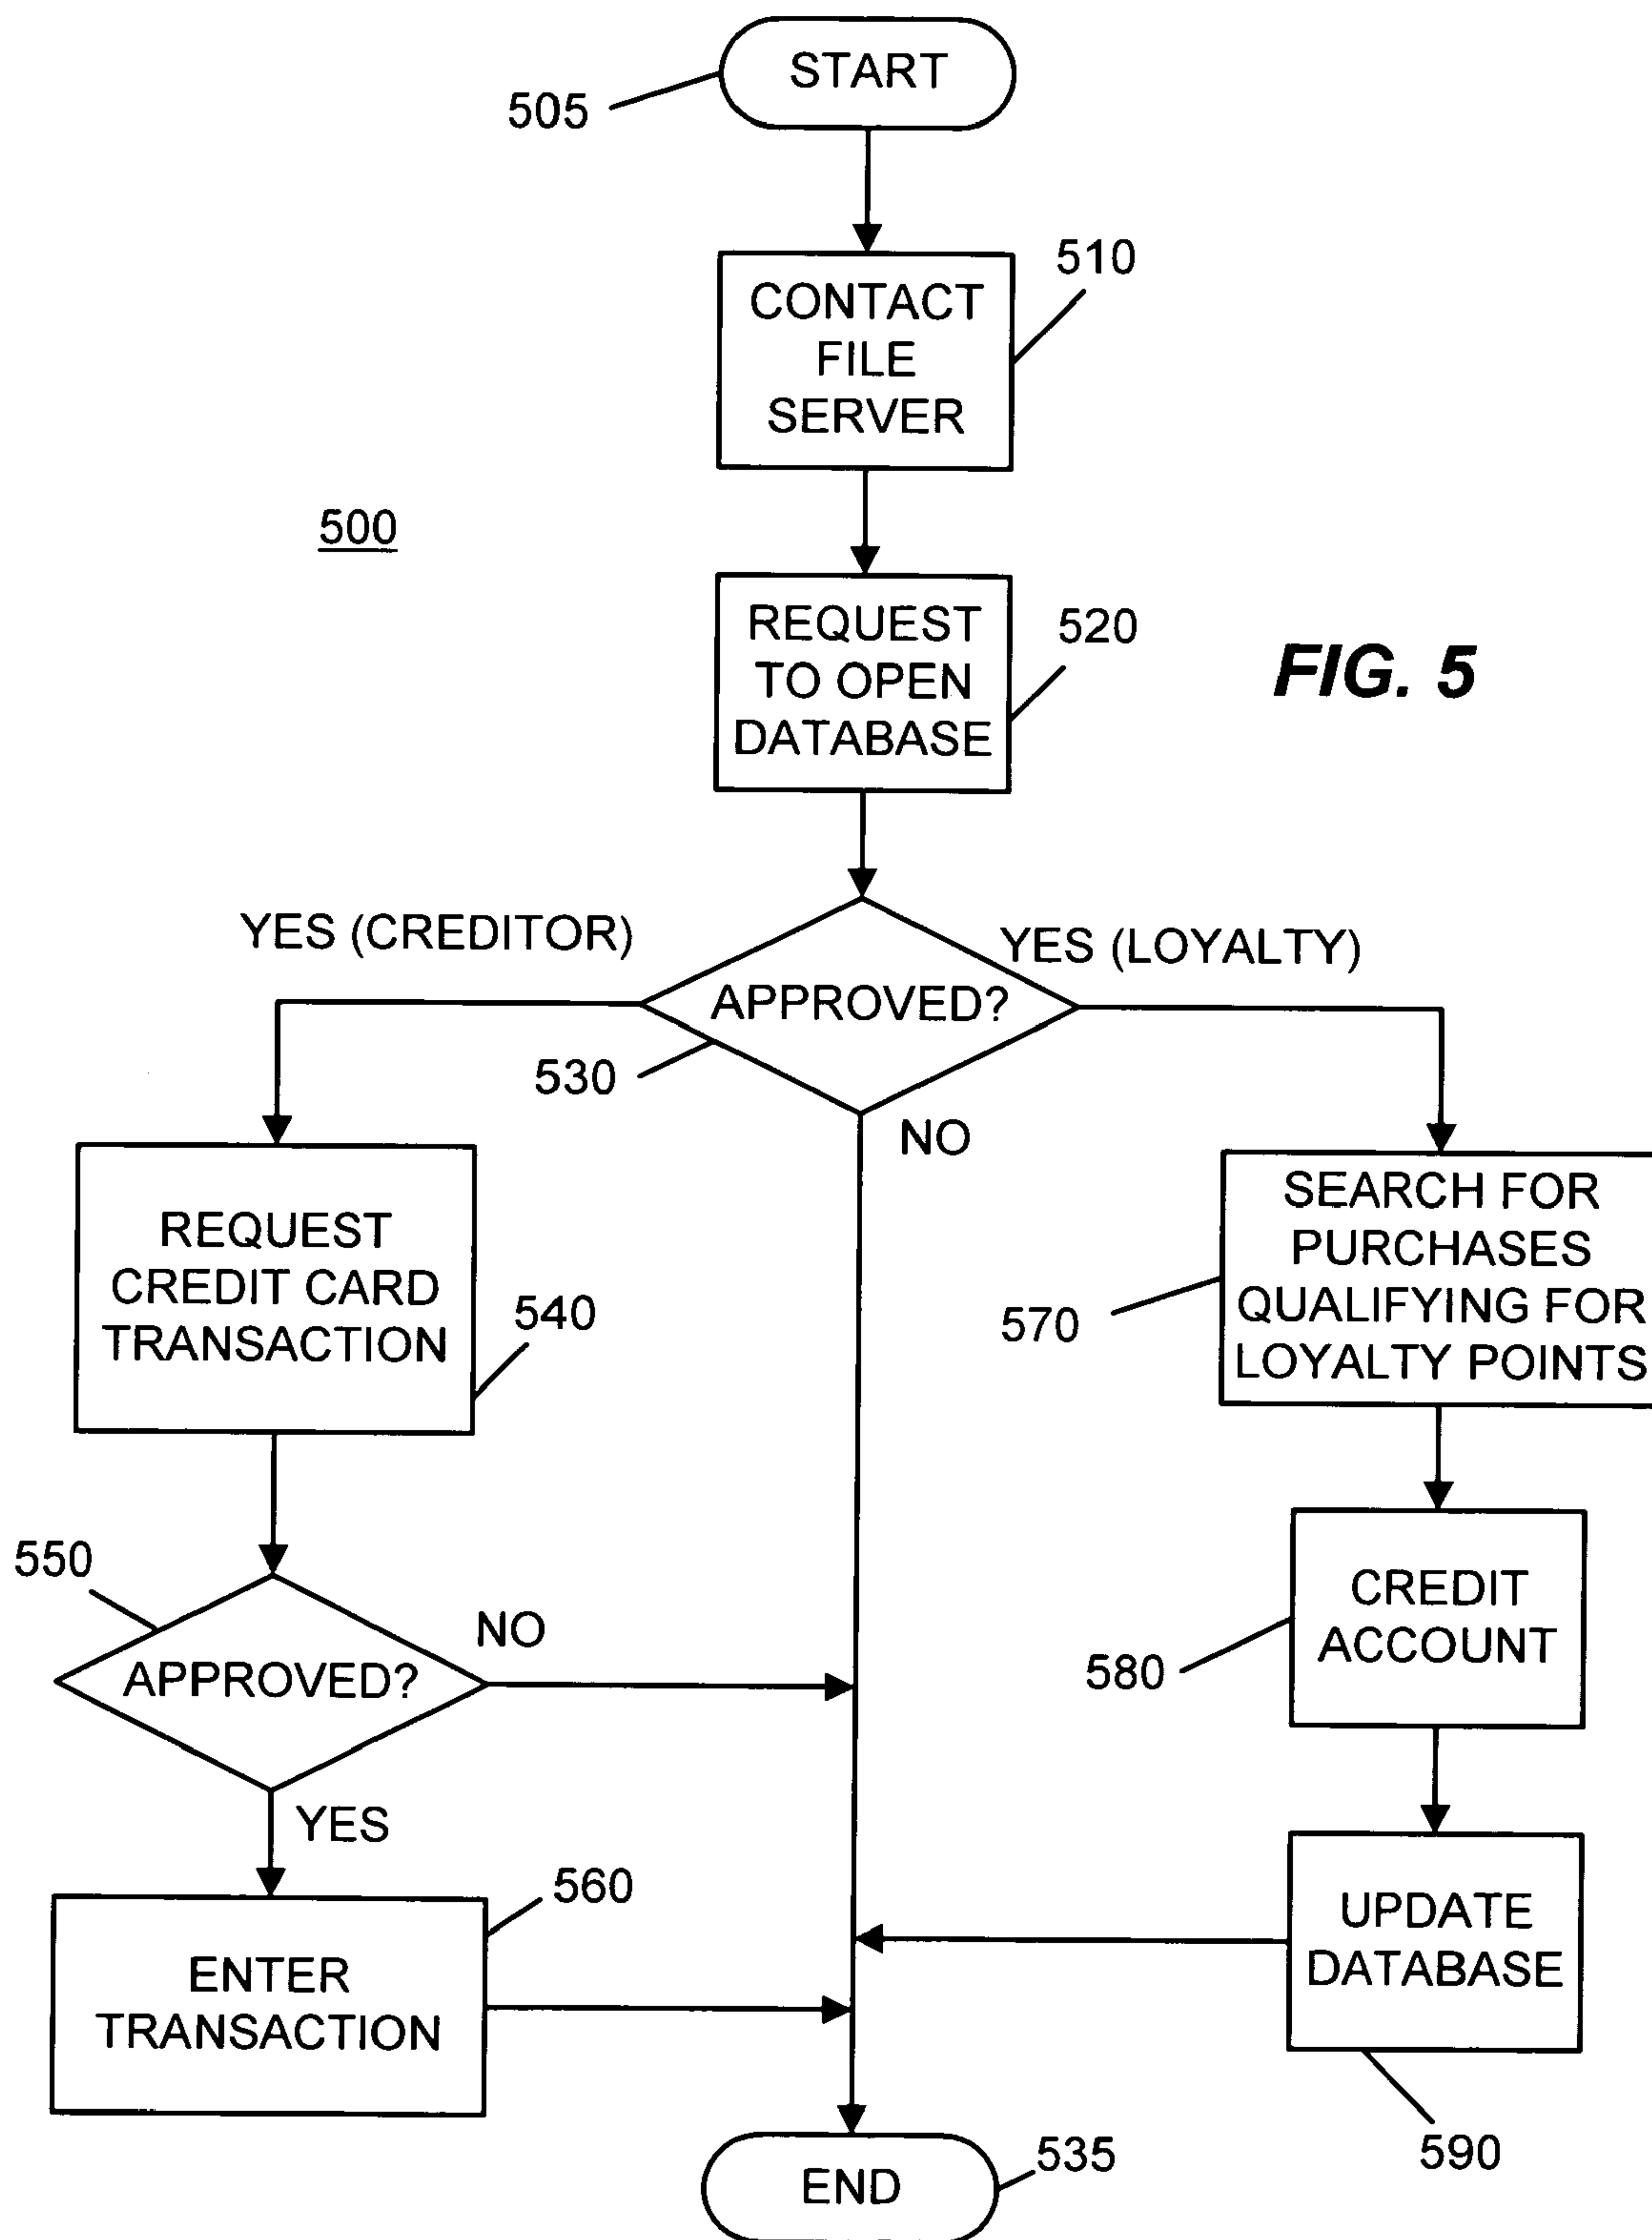 START
505
CONTACT
FILE
SERVER
510
500
REQUEST
TO OPEN
DATABASE
520
FIG. 5
YES (CREDITOR)
YES (LOYALTY)
APPROVED?
530
NO
REQUEST
CREDIT CARD
TRANSACTION
540
SEARCH FOR
PURCHASES
QUALIFYING FOR
LOYALTY POINTS
570
550
APPROVED?
NO
YES
CREDIT
ACCOUNT
580
560
ENTER
TRANSACTION
UPDATE
DATABASE
590
END
535